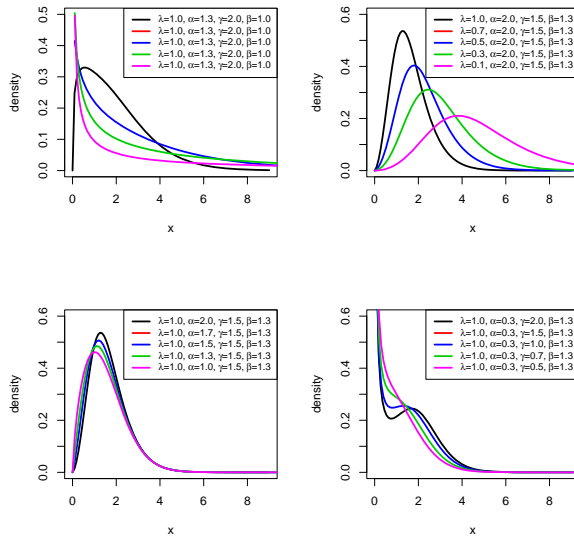 λ=1.0, α=1.3, γ=2.0, β=1.0
λ=1.0, α=1.3, γ=2.0, β=1.0
λ=1.0, α=1.3, γ=2.0, β=1.0
λ=1.0, α=1.3, γ=2.0, β=1.0
λ=1.0, α=1.3, γ=2.0, β=1.0
density
0.0 0.1 0.2 0.3 0.4 0.5
0 2 4 6 8
x
λ=1.0, α=2.0, γ=1.5, β=1.3
λ=0.7, α=2.0, γ=1.5, β=1.3
λ=0.5, α=2.0, γ=1.5, β=1.3
λ=0.3, α=2.0, γ=1.5, β=1.3
λ=0.1, α=2.0, γ=1.5, β=1.3
density
0.0 0.2 0.4 0.6
0 2 4 6 8
x
λ=1.0, α=2.0, γ=1.5, β=1.3
λ=1.0, α=1.7, γ=1.5, β=1.3
λ=1.0, α=1.5, γ=1.5, β=1.3
λ=1.0, α=1.3, γ=1.5, β=1.3
λ=1.0, α=1.0, γ=1.5, β=1.3
density
0.0 0.2 0.4 0.6
0 2 4 6 8
x
λ=1.0, α=0.3, γ=2.0, β=1.3
λ=1.0, α=0.3, γ=1.5, β=1.3
λ=1.0, α=0.3, γ=1.0, β=1.3
λ=1.0, α=0.3, γ=0.7, β=1.3
λ=1.0, α=0.3, γ=0.5, β=1.3
density
0.0 0.2 0.4 0.6
0 2 4 6 8
x